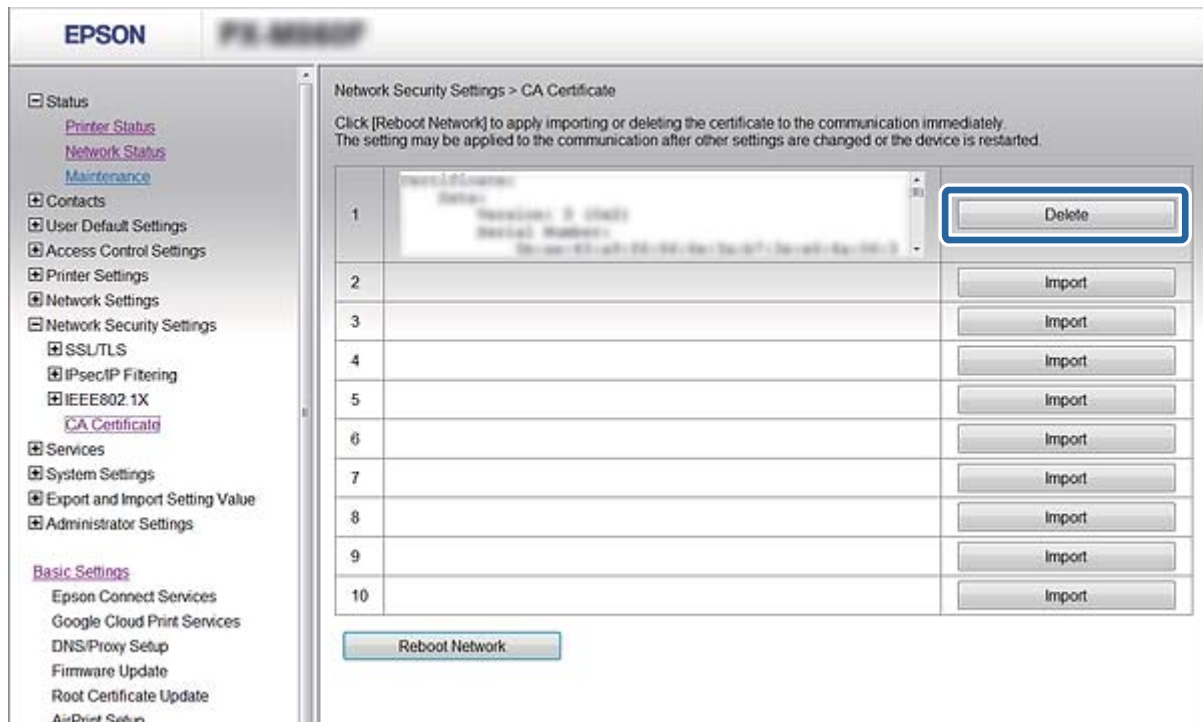 EPSON
Status
Printer Status
Network Status
Maintenance
Contacts
User Default Settings
Access Control Settings
Printer Settings
Network Settings
Network Security Settings
SSL/TLS
IPsec/IP Filtering
IEEE802.1X
CA Certificate
Services
System Settings
Export and Import Setting Value
Administrator Settings
Basic Settings
Epson Connect Services
Google Cloud Print Services
DNS/Proxy Setup
Firmware Update
Root Certificate Update
AirPrint Setup
Network Security Settings > CA Certificate
Click [Reboot Network] to apply importing or deleting the certificate to the communication immediately.
The setting may be applied to the communication after other settings are changed or the device is restarted.
1 Delete
2 Import
3 Import
4 Import
5 Import
6 Import
7 Import
8 Import
9 Import
10 Import
Reboot Network